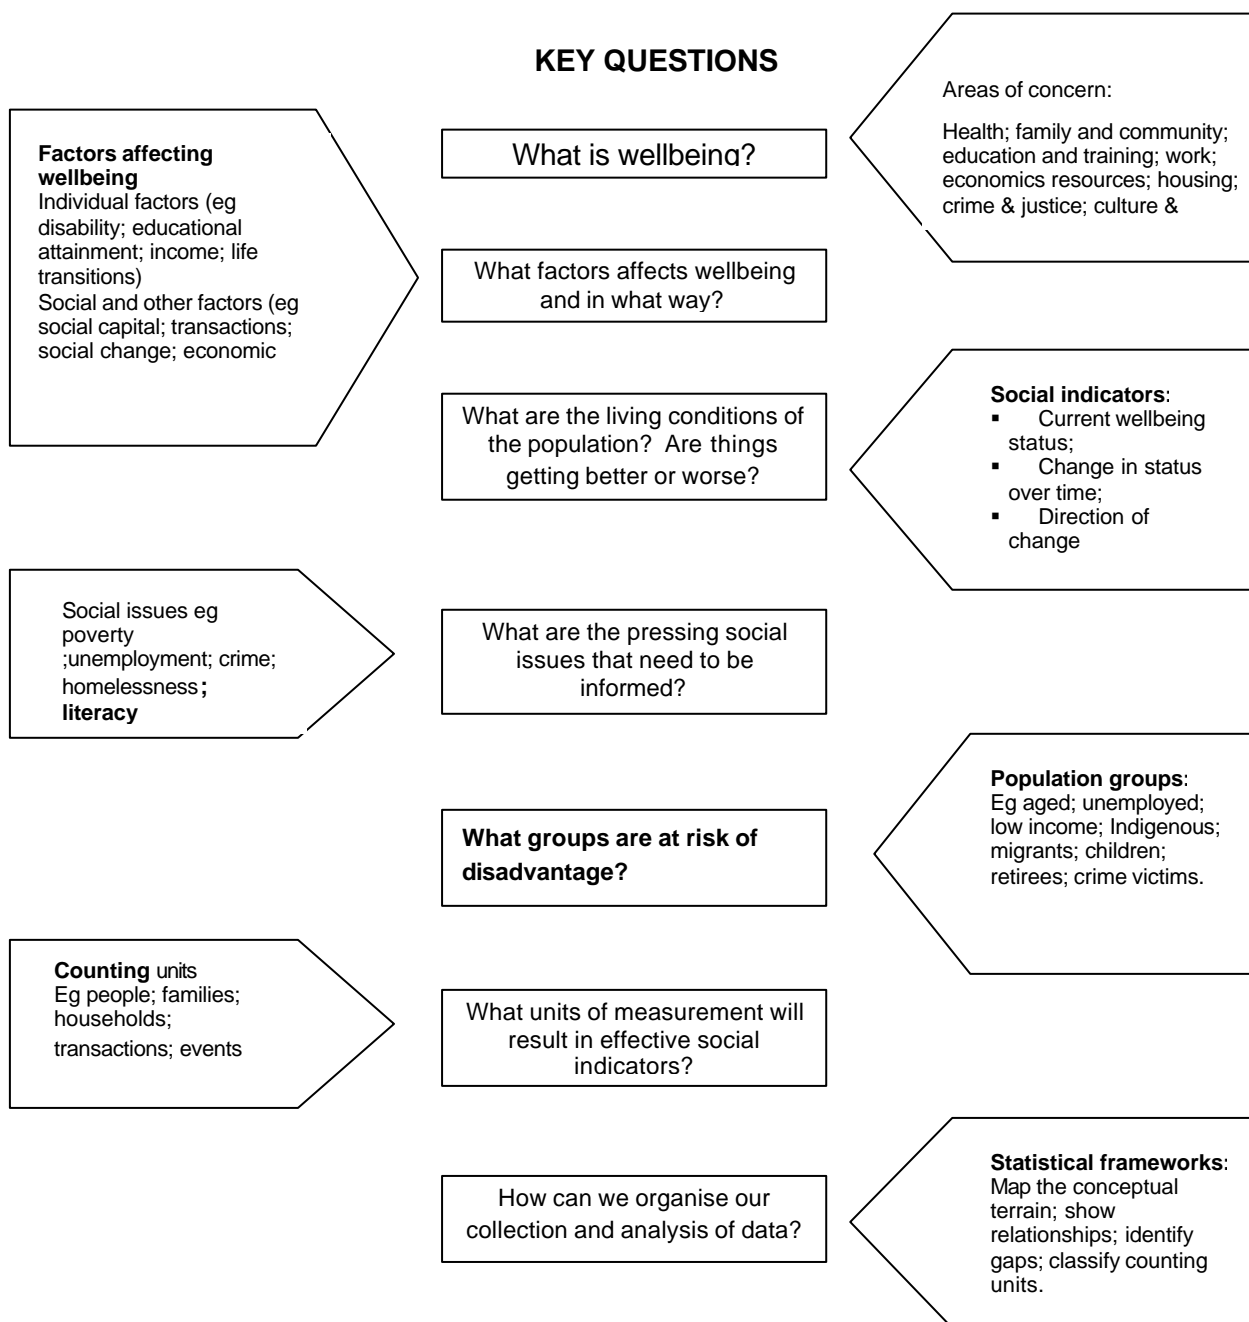 KEY QUESTIONS
Factors affecting
wellbeing
Individual factors (eg
disability; educational
attainment; income; life
transitions)
Social and other factors (eg
social capital; transactions;
social change; economic
What is wellbeing?
Areas of concern:
Health; family and community;
education and training; work;
economics resources; housing;
crime & justice; culture &
What factors affects wellbeing
and in what way?
What are the living conditions of
the population? Are things
getting better or worse?
Social indicators:
▪ Current wellbeing
status;
▪ Change in status
over time;
▪ Direction of
change
Social issues eg
poverty
;unemployment; crime;
homelessness;
literacy
What are the pressing social
issues that need to be
informed?
What groups are at risk of
disadvantage?
Population groups:
Eg aged; unemployed;
low income; Indigenous;
migrants; children;
retirees; crime victims.
Counting units
Eg people; families;
households;
transactions; events
What units of measurement will
result in effective social
indicators?
How can we organise our
collection and analysis of data?
Statistical frameworks:
Map the conceptual
terrain; show
relationships; identify
gaps; classify counting
units.